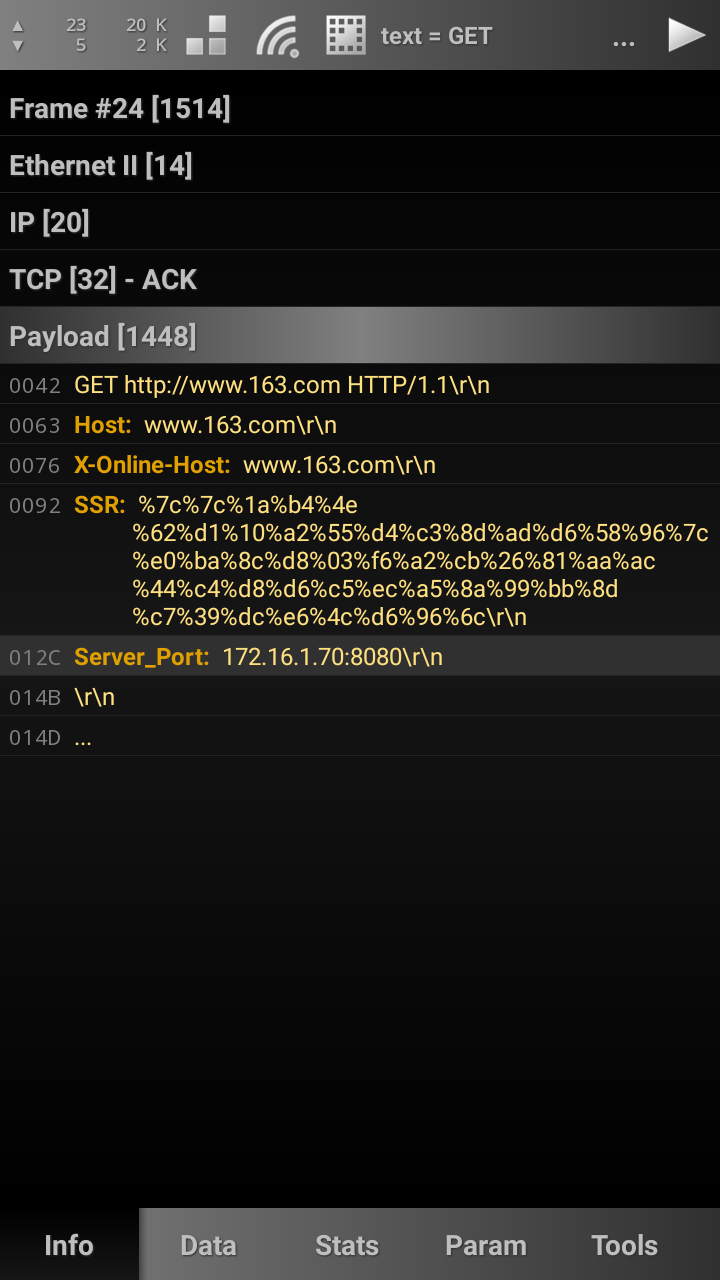 ▲ 23 20 K
▼ 5 2 K
text = GET
...
Frame #24 [1514]
Ethernet II [14]
IP [20]
TCP [32] - ACK
Payload [1448]
0042 GET http://www.163.com HTTP/1.1\r\n
0063 Host: www.163.com\r\n
0076 X-Online-Host: www.163.com\r\n
0092 SSR: %7c%7c%1a%b4%4e
%62%d1%10%a2%55%d4%c3%8d%ad%d6%58%96%7c
%e0%ba%8c%d8%03%f6%a2%cb%26%81%aa%ac
%44%c4%d8%d6%c5%ec%a5%8a%99%bb%8d
%c7%39%dc%e6%4c%d6%96%6c\r\n
012C Server_Port: 172.16.1.70:8080\r\n
014B \r\n
014D ...
Info Data Stats Param Tools